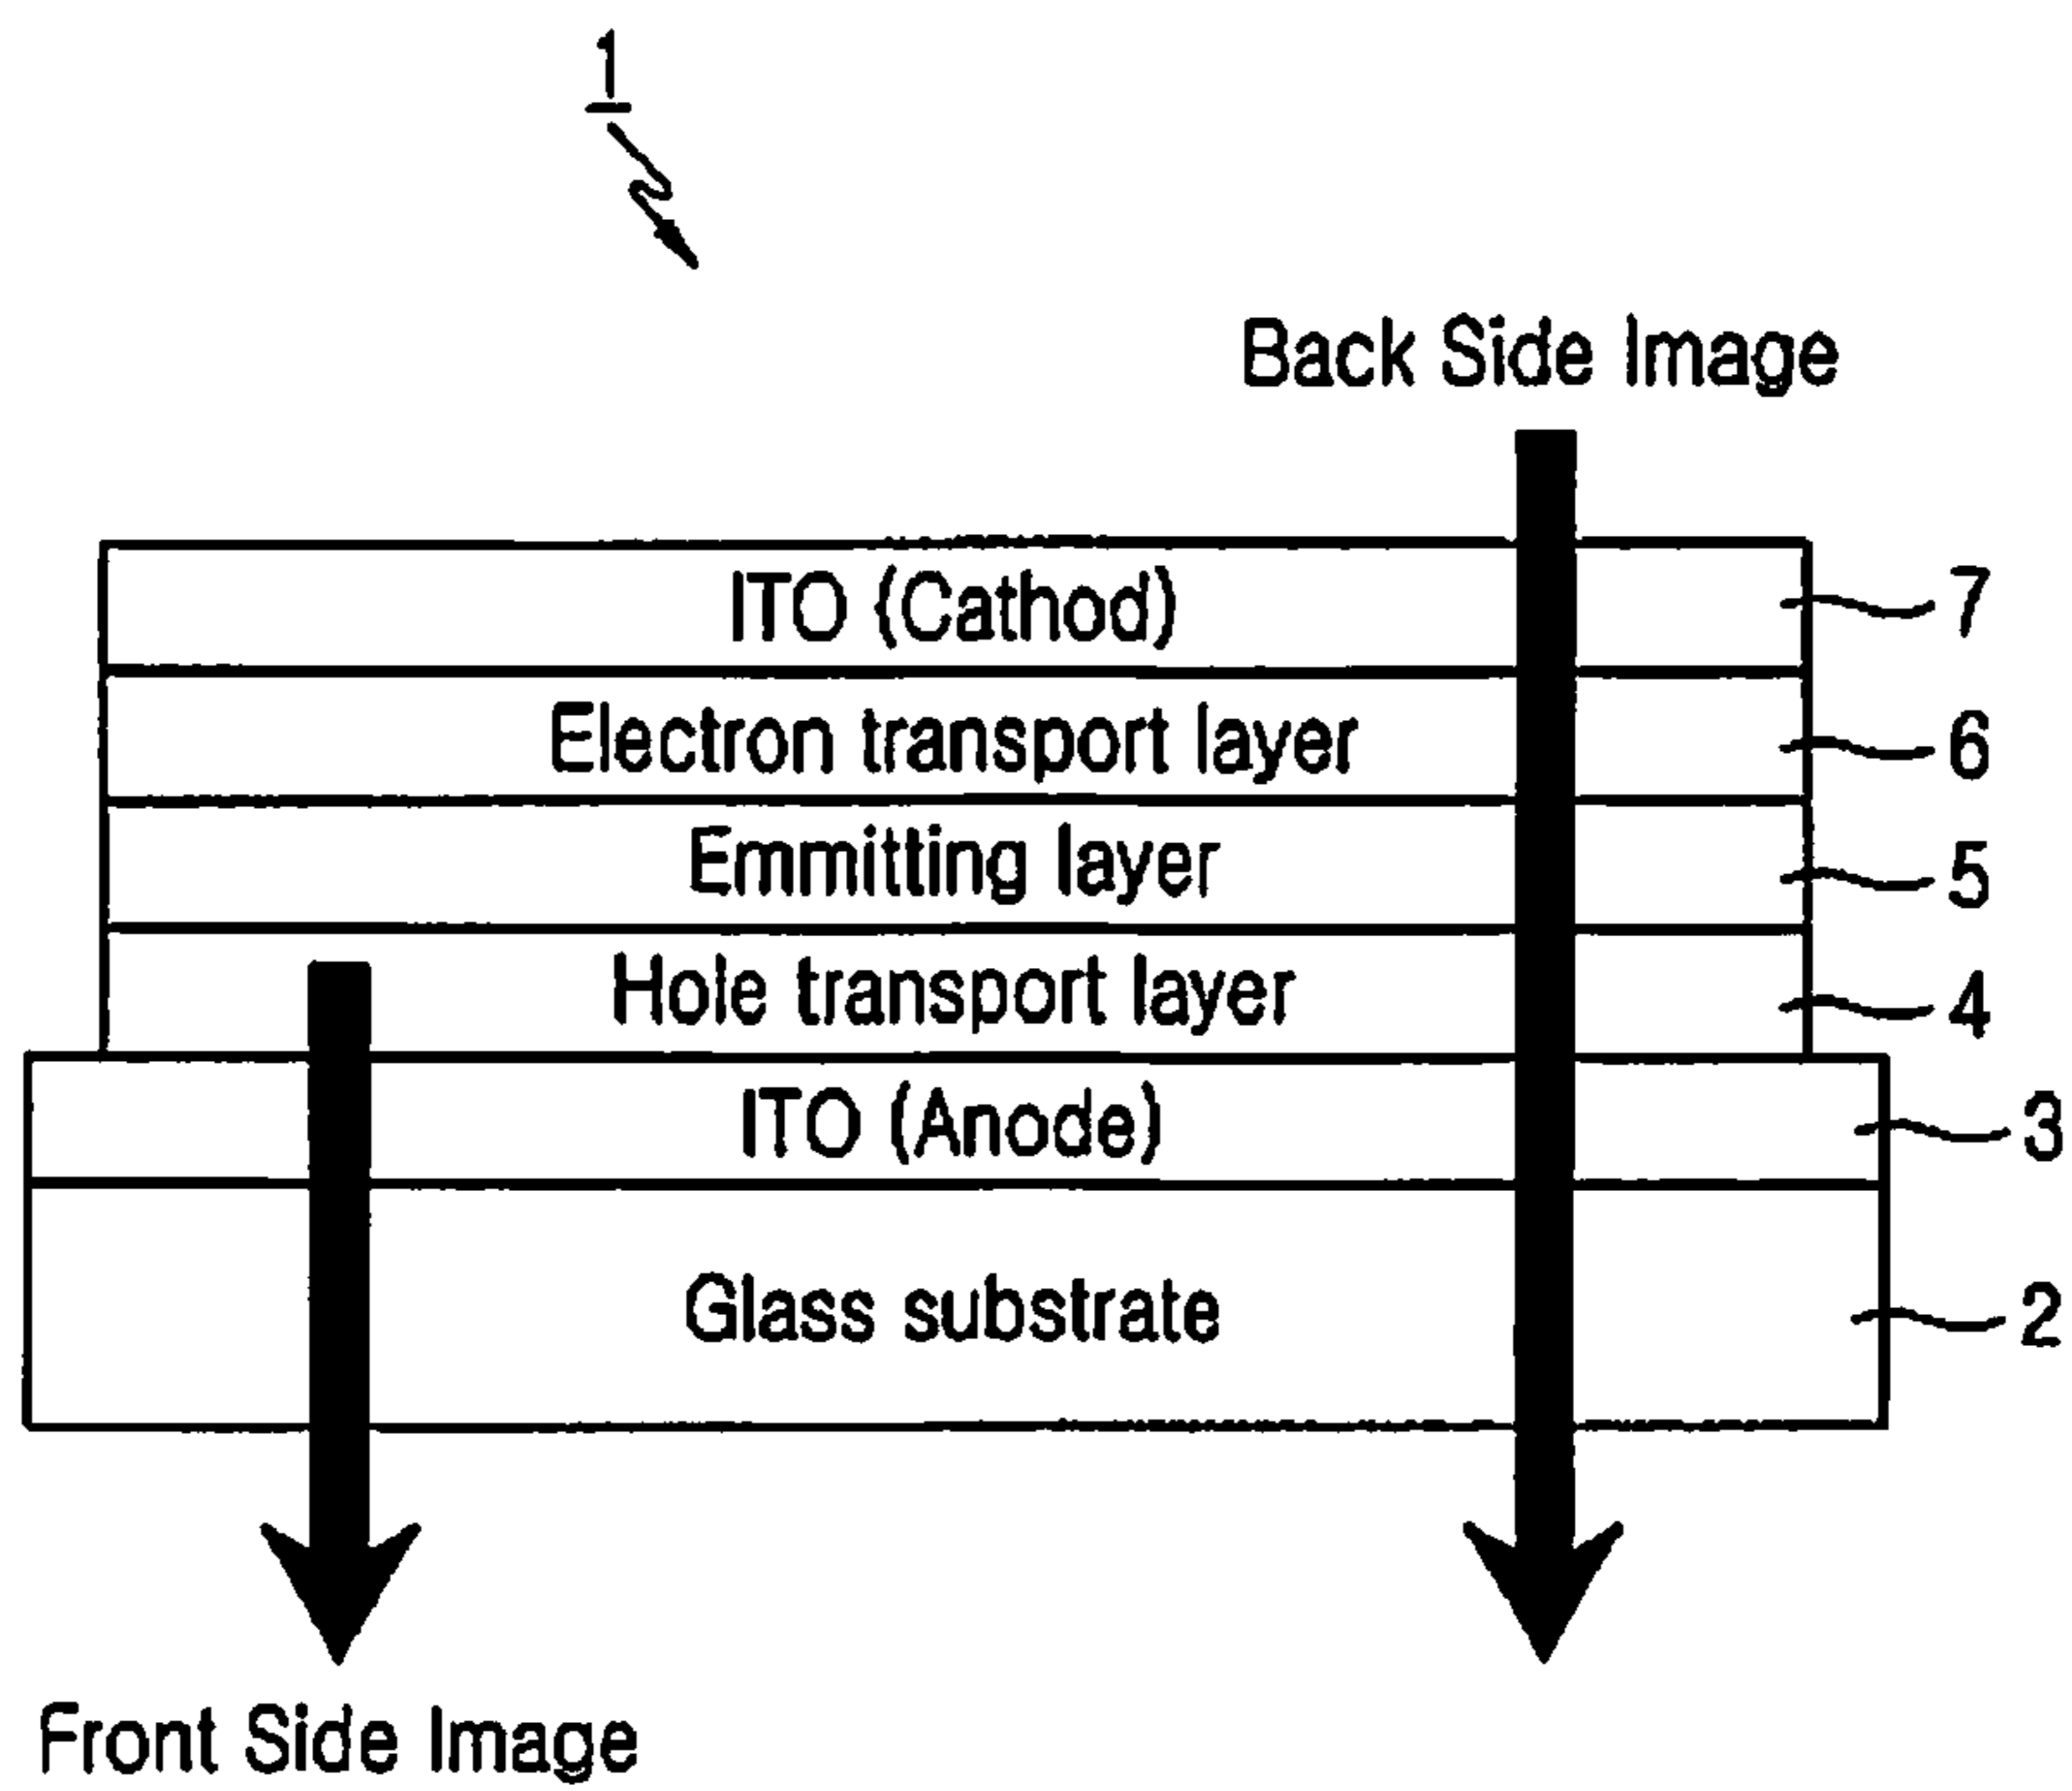 1
Back Side Image
ITO (Cathod)
7
Electron transport layer
6
Emmitting layer
5
Hole transport layer
4
ITO (Anode)
3
Glass substrate
2
Front Side Image